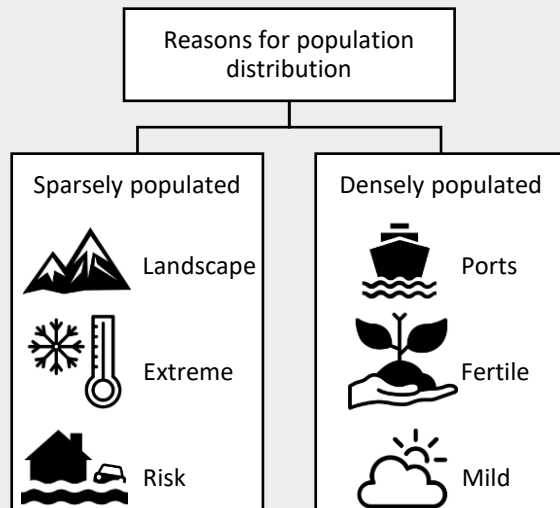 Reasons for population
distribution
Sparsely populated
Landscape
Extreme
Risk
Densely populated
Ports
Fertile
Mild